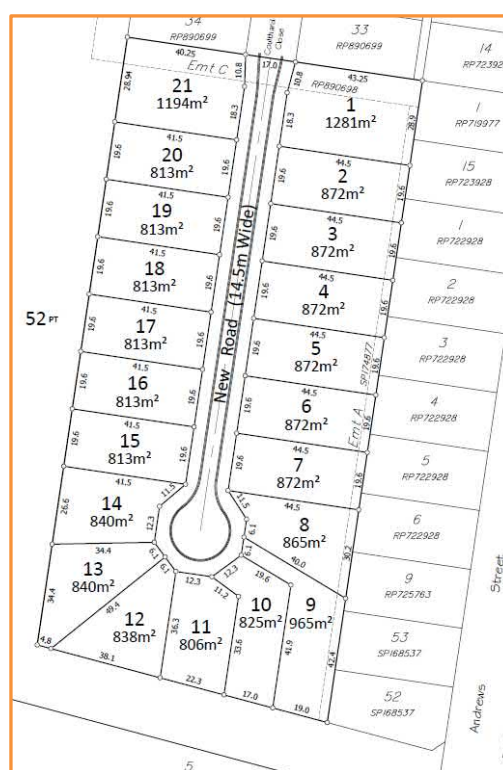 34
RP890699
Coulthard
Close
33
RP890699
14
RP72392
40.25
17.0
Emt C
10.8
10.8
43.25
RP890698
28.94
21
1194m²
18.3
18.3
1
1281m²
28.9
1
RP719977
41.5
44.5
19.6
20
813m²
19.6
2
872m²
19.6
15
RP723928
41.5
44.5
19.6
19
813m²
19.6
3
872m²
19.6
1
RP722928
41.5
44.5
19.6
18
813m²
19.6
4
872m²
19.6
2
RP722928
New Road (14.5m Wide)
52 PT
41.5
44.5
19.6
17
813m²
19.6
19.6
5
872m²
19.6
SP174877
3
RP722928
41.5
44.5
19.6
16
813m²
19.6
19.6
6
872m²
19.6
Emt A
4
RP722928
41.5
44.5
19.6
15
813m²
19.6
19.6
7
872m²
19.6
5
RP722928
41.5
44.5
26.6
14
840m²
11.5
12.3
11.5
6.1
8
865m²
36.2
6
RP722928
34.4
6.1
6.1
6.1
40.0
34.4
13
840m²
49.4
12.3
11.2
12.3
19.6
9
RP725763
Street
4.8
12
838m²
36.3
11
806m²
33.6
10
825m²
41.9
9
965m²
42.4
53
SP168537
38.1
22.3
17.0
19.0
52
SP168537
Andrews
5